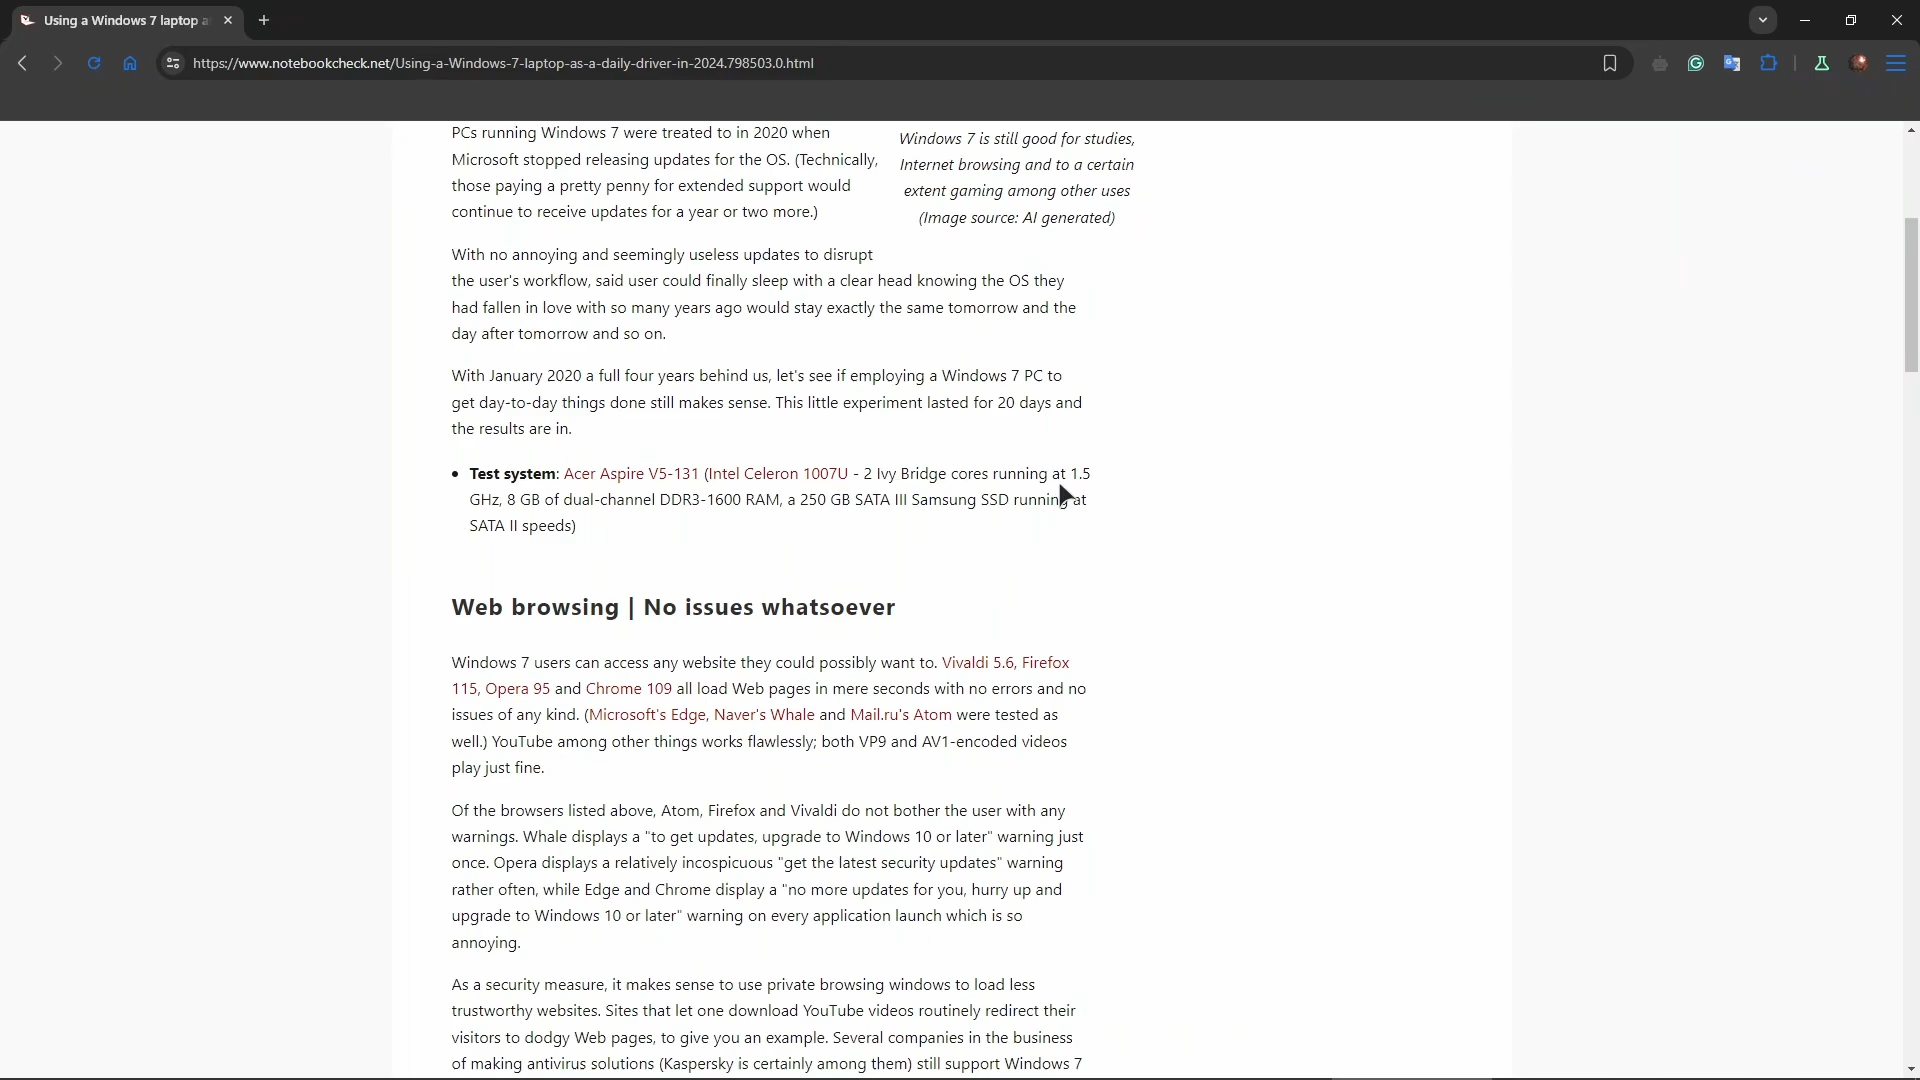 Using a Windows 7 laptop a
https://www.notebookcheck.net/Using-a-Windows-7-laptop-as-a-daily-driver-in-2024.798503.0.html
PCs running Windows 7 were treated to in 2020 when
Microsoft stopped releasing updates for the OS. (Technically,
those paying a pretty penny for extended support would
continue to receive updates for a year or two more.)
Windows 7 is still good for studies,
Internet browsing and to a certain
extent gaming among other uses
(Image source: AI generated)
With no annoying and seemingly useless updates to disrupt
the user's workflow, said user could finally sleep with a clear head knowing the OS they
had fallen in love with so many years ago would stay exactly the same tomorrow and the
day after tomorrow and so on.
With January 2020 a full four years behind us, let's see if employing a Windows 7 PC to
get day-to-day things done still makes sense. This little experiment lasted for 20 days and
the results are in.
• Test system: Acer Aspire V5-131 (Intel Celeron 1007U - 2 Ivy Bridge cores running at 1.5
GHz, 8 GB of dual-channel DDR3-1600 RAM, a 250 GB SATA III Samsung SSD running at
SATA II speeds)
Web browsing | No issues whatsoever
Windows 7 users can access any website they could possibly want to. Vivaldi 5.6, Firefox
115, Opera 95 and Chrome 109 all load Web pages in mere seconds with no errors and no
issues of any kind. (Microsoft's Edge, Naver's Whale and Mail.ru's Atom were tested as
well.) YouTube among other things works flawlessly; both VP9 and AV1-encoded videos
play just fine.
Of the browsers listed above, Atom, Firefox and Vivaldi do not bother the user with any
warnings. Whale displays a "to get updates, upgrade to Windows 10 or later" warning just
once. Opera displays a relatively incospicuous "get the latest security updates" warning
rather often, while Edge and Chrome display a "no more updates for you, hurry up and
upgrade to Windows 10 or later" warning on every application launch which is so
annoying.
As a security measure, it makes sense to use private browsing windows to load less
trustworthy websites. Sites that let one download YouTube videos routinely redirect their
visitors to dodgy Web pages, to give you an example. Several companies in the business
of making antivirus solutions (Kaspersky is certainly among them) still support Windows 7